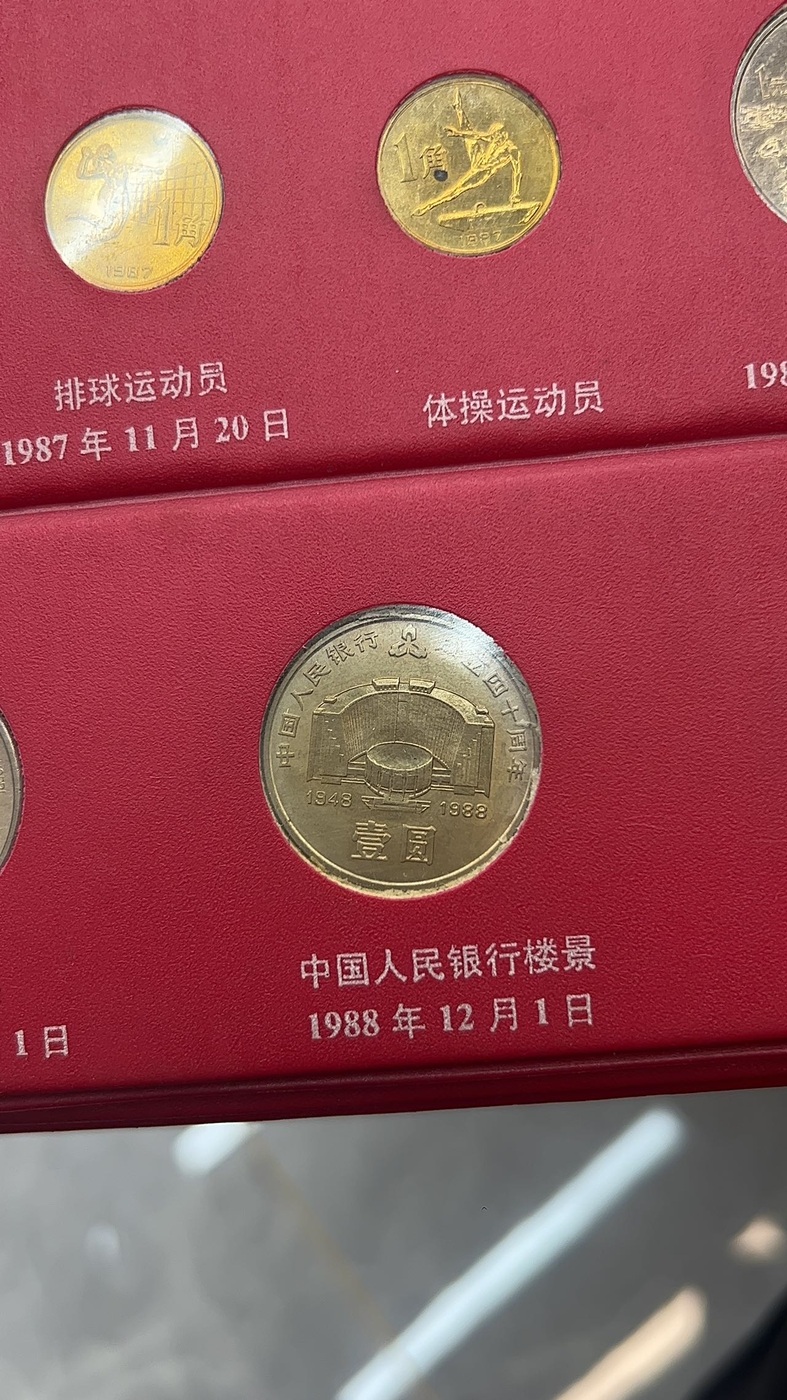 1角
1987
1角
1987
排球运动员
1987 年 11 月 20 日
体操运动员
198
中国人民银行 立四十周年
1948 1988
壹圆
中国人民银行楼景
1988 年 12 月 1 日
1 日